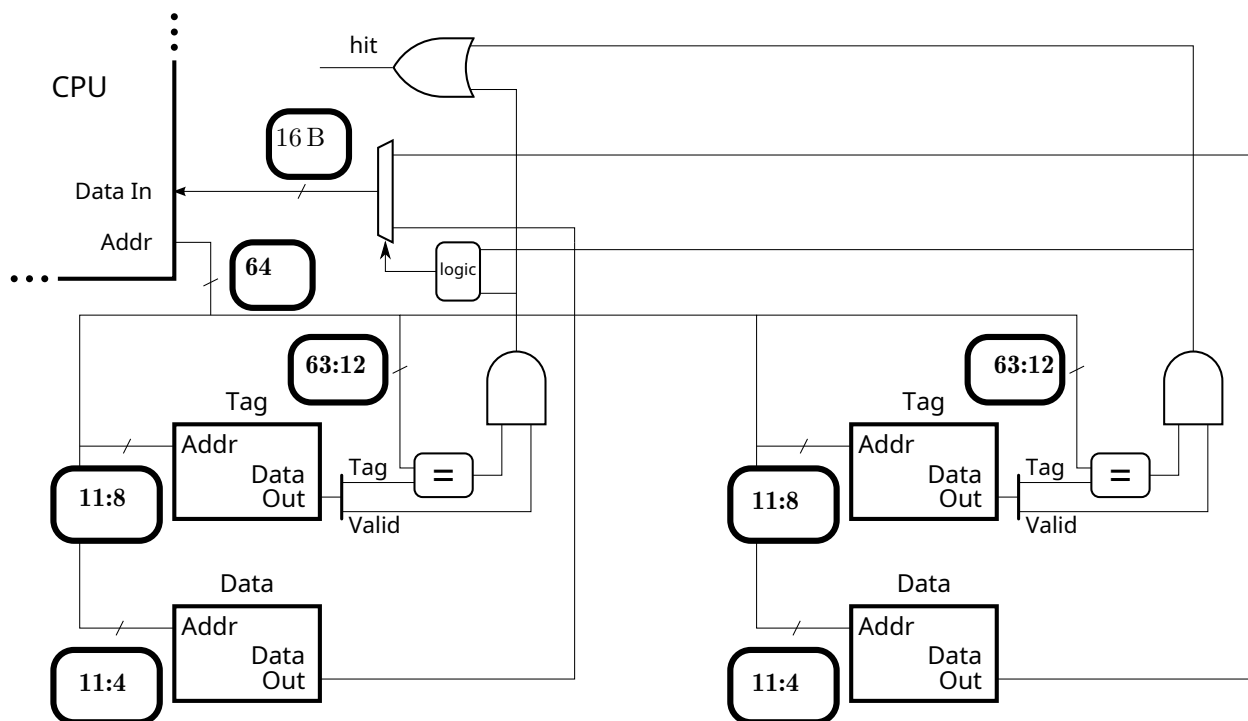 hit
CPU
16 B
Data In
Addr
64
logic
63:12
63:12
Tag
Tag
Addr
Data
Out
Tag
=
Valid
Addr
Data
Out
Tag
=
Valid
11:8
11:8
Data
Data
Addr
Data
Out
Addr
Data
Out
11:4
11:4